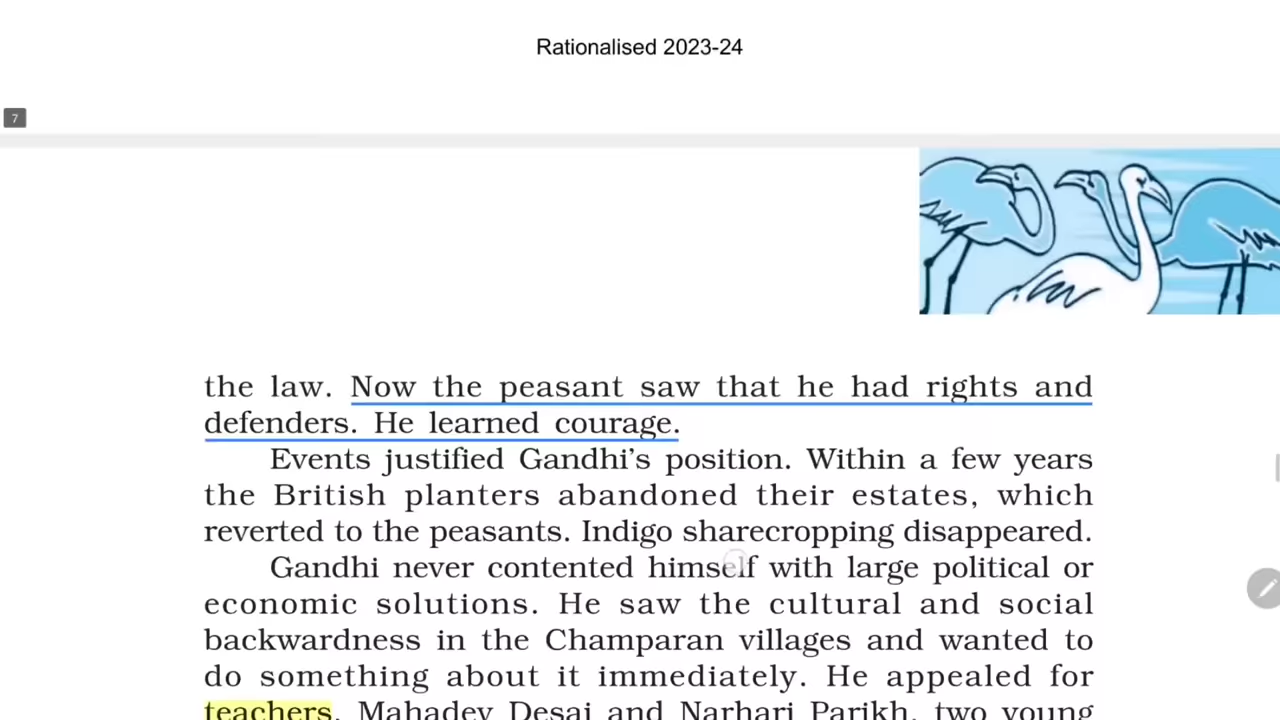 Rationalised 2023-24
7
the law. Now the peasant saw that he had rights and
defenders. He learned courage.
Events justified Gandhi's position. Within a few years
the British planters abandoned their estates, which
reverted to the peasants. Indigo sharecropping disappeared.
Gandhi never contented himself with large political or
economic solutions. He saw the cultural and social
backwardness in the Champaran villages and wanted to
do something about it immediately. He appealed for
teachers. Mahadev Desai and Narhari Parikh, two young